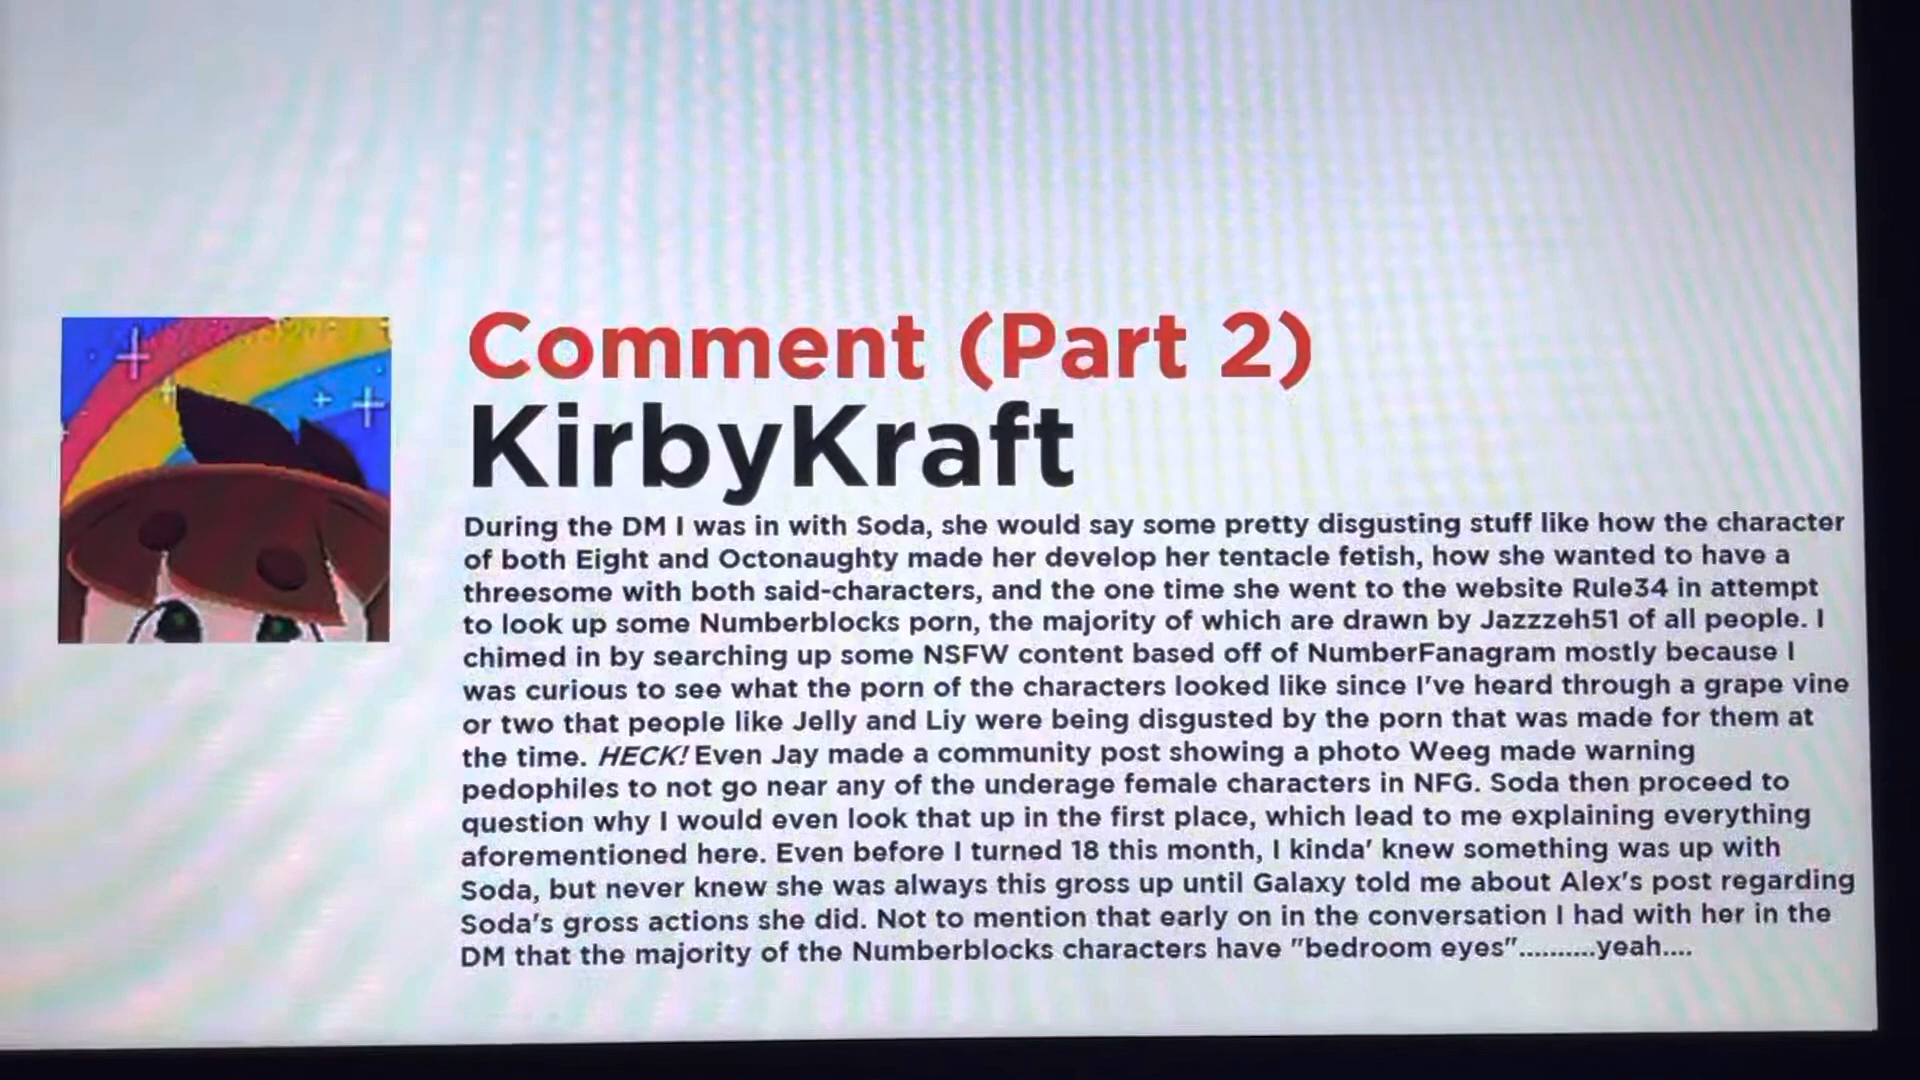 Comment (Part 2)
KirbyKraft
During the DM I was in with Soda, she would say some pretty disgusting stuff like how the character
of both Eight and Octonaughty made her develop her tentacle fetish, how she wanted to have a
threesome with both said-characters, and the one time she went to the website Rule34 in attempt
to look up some Numberblocks porn, the majority of which are drawn by Jazzzeh51 of all people. I
chimed in by searching up some NSFW content based off of NumberFanagram mostly because I
was curious to see what the porn of the characters looked like since I've heard through a grape vine
or two that people like Jelly and Liy were being disgusted by the porn that was made for them at
the time. HECK! Even Jay made a community post showing a photo Weeg made warning
pedophiles to not go near any of the underage female characters in NFG. Soda then proceed to
question why I would even look that up in the first place, which lead to me explaining everything
aforementioned here. Even before I turned 18 this month, I kinda' knew something was up with
Soda, but never knew she was always this gross up until Galaxy told me about Alex's post regarding
Soda's gross actions she did. Not to mention that early on in the conversation I had with her in the
DM that the majority of the Numberblocks characters have "bedroom eyes"..........yeah....